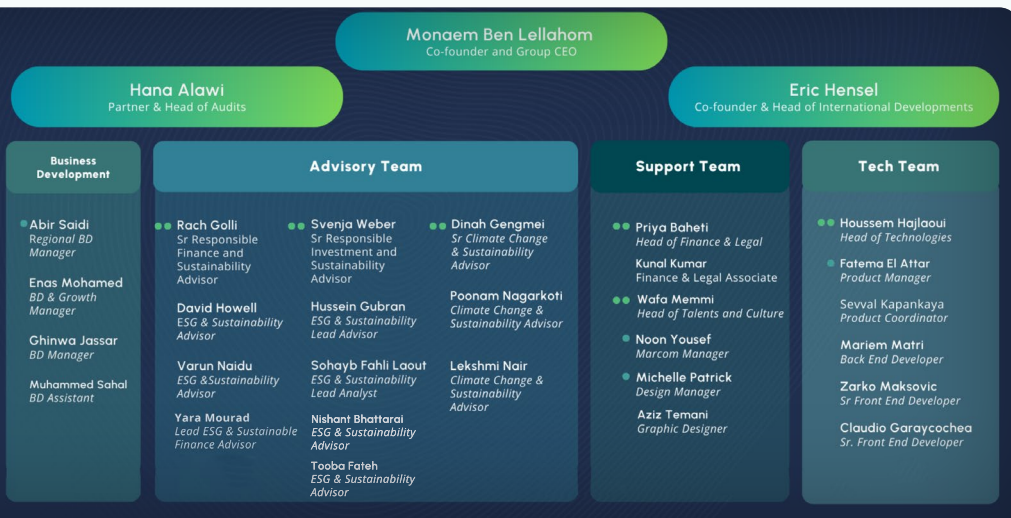 Monaem Ben Lellahom
Co-founder and Group CEO
Hana Alawi
Partner & Head of Audits
Eric Hensel
Co-founder & Head of International Developments
Business
Development
Abir Saidi
Regional BD
Manager
Enas Mohamed
BD & Growth
Manager
Ghinwa Jassar
BD Manager
Muhammed Sahal
BD Assistant
Advisory Team
Rach Golli
Sr Responsible
Finance and
Sustainability
Advisor
David Howell
ESG & Sustainability
Advisor
Varun Naidu
ESG &Sustainability
Advisor
Yara Mourad
Lead ESG & Sustainable
Finance Advisor
Svenja Weber
Sr Responsible
Investment and
Sustainability
Advisor
Hussein Gubran
ESG & Sustainability
Lead Advisor
Sohayb Fahli Laout
ESG & Sustainability
Lead Analyst
Nishant Bhattarai
ESG & Sustainability
Advisor
Tooba Fateh
ESG & Sustainability
Advisor
Dinah Gengmei
Sr Climate Change
& Sustainability
Advisor
Poonam Nagarkoti
Climate Change &
Sustainability Advisor
Lekshmi Nair
Climate Change &
Sustainability
Advisor
Support Team
Priya Baheti
Head of Finance & Legal
Kunal Kumar
Finance & Legal Associate
Wafa Memmi
Head of Talents and Culture
Noon Yousef
Marcom Manager
Michelle Patrick
Design Manager
Aziz Temani
Graphic Designer
Tech Team
Houssem Hajlaoui
Head of Technologies
Fatema El Attar
Product Manager
Sevval Kapankaya
Product Coordinator
Mariem Matri
Back End Developer
Zarko Maksovic
Sr Front End Developer
Claudio Garaycochea
Sr. Front End Developer